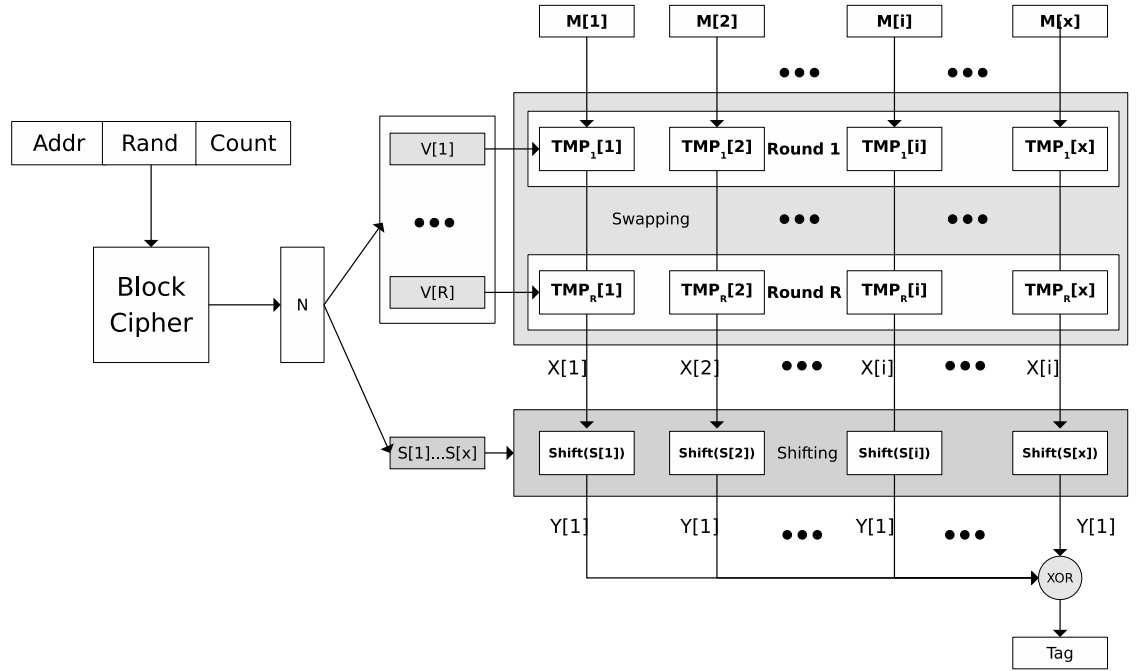 M[1] M[2] M[i] M[x]
Addr Rand Count
V[1]
TMP1[1] TMP1[2] Round 1 TMP1[i] TMP1[x]
Swapping
Block
Cipher
N
V[R]
TMPR[1] TMPR[2] Round R TMPR[i] TMPR[x]
X[1] X[2] X[i] X[i]
S[1]...S[x]
Shift(S[1]) Shift(S[2]) Shifting Shift(S[i]) Shift(S[x])
Y[1] Y[1] Y[1] Y[1]
XOR
Tag